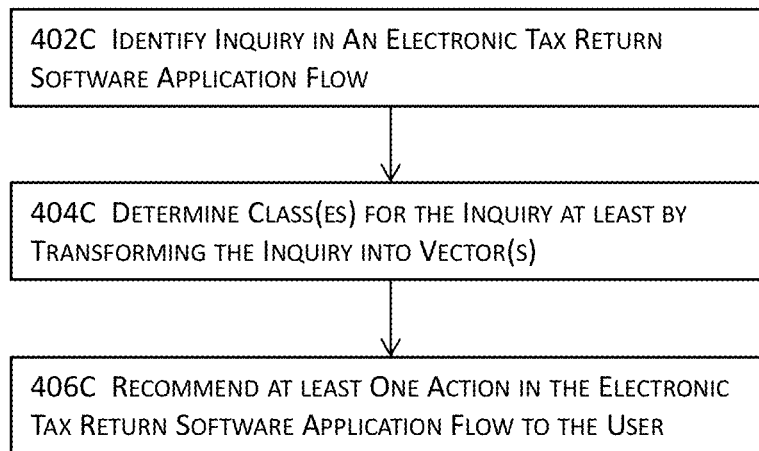 402C IDENTIFY INQUIRY IN AN ELECTRONIC TAX RETURN
SOFTWARE APPLICATION FLOW
404C DETERMINE CLASS(ES) FOR THE INQUIRY AT LEAST BY
TRANSFORMING THE INQUIRY INTO VECTOR(S)
406C RECOMMEND AT LEAST ONE ACTION IN THE ELECTRONIC
TAX RETURN SOFTWARE APPLICATION FLOW TO THE USER